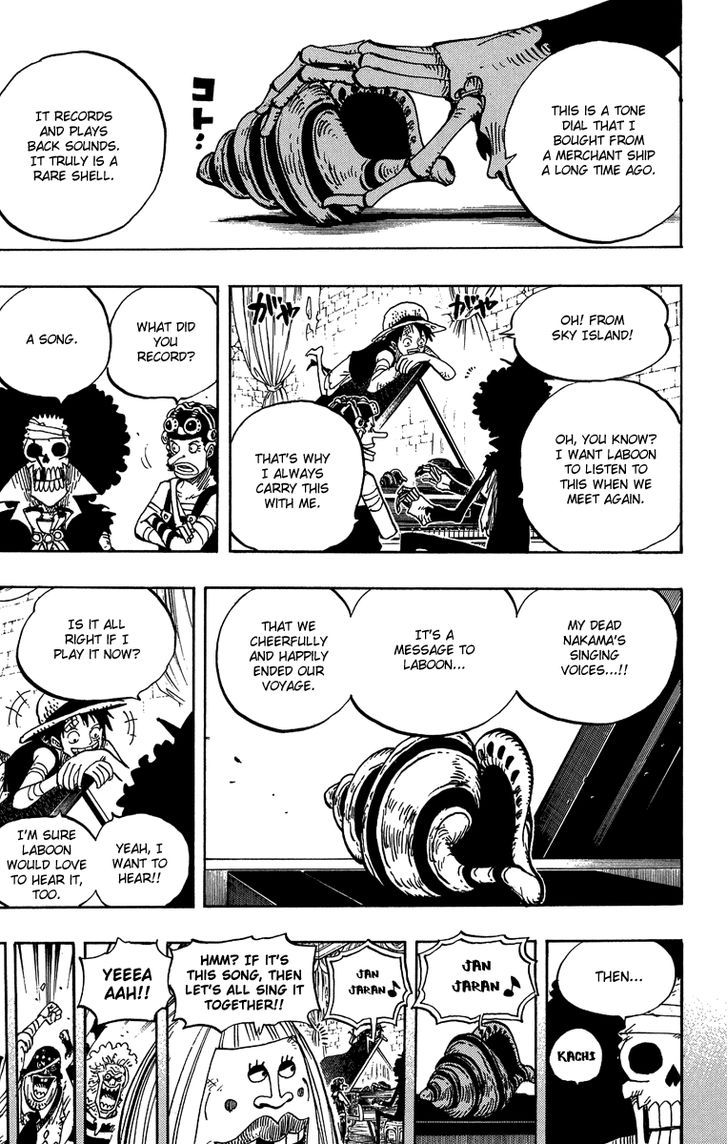 THIS IS A TONE
DIAL THAT I
BOUGHT FROM
A MERCHANT SHIP
A LONG TIME AGO.
コト…
IT RECORDS
AND PLAYS
BACK SOUNDS.
IT TRULY IS A
RARE SHELL.
OH! FROM
SKY ISLAND!
ガヤ
ガヤ
OH, YOU KNOW?
I WANT LABOON
TO LISTEN TO
THIS WHEN WE
MEET AGAIN.
THAT'S WHY
I ALWAYS
CARRY THIS
WITH ME.
WHAT DID
YOU
RECORD?
A SONG.
MY DEAD
NAKAMA'S
SINGING
VOICES...!!
IT'S A
MESSAGE TO
LABOON...
THAT WE
CHEERFULLY
AND HAPPILY
ENDED OUR
VOYAGE.
IS IT ALL
RIGHT IF I
PLAY IT NOW?
YEAH, I
WANT TO
HEAR!!
I'M SURE
LABOON
WOULD LOVE
TO HEAR IT,
TOO.
THEN...
KACHI
JAN
JARAN♪
JAN
JARAN♪
HMM? IF IT'S
THIS SONG, THEN
LET'S ALL SING IT
TOGETHER!!
YEEEA
AAH!!